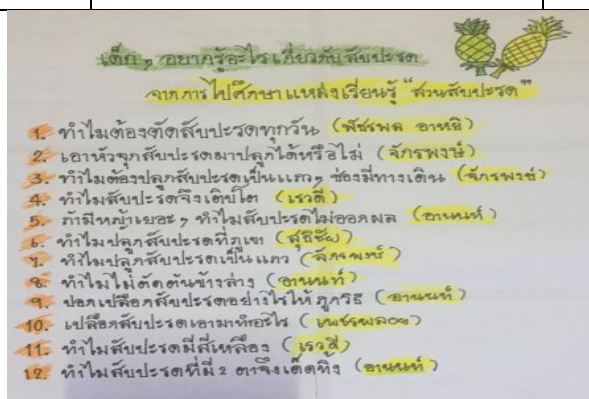 เด็ก ๆ อยากรู้อะไรเกี่ยวกับสับปะรด
จากการไปศึกษาแหล่งเรียนรู้ "สวนสับปะรด"
1. ทำไมต้องตัดสับปะรดทุกวัน (พัชรพล อาหยิ)
2. เอาหัวจุกสับปะรดมาปลูกได้หรือไม่ (จักรพงษ์)
3. ทำไมต้องปลูกสับปะรดเป็นแถวๆ ช่องมีทางเดิน (จักรพงษ์)
4. ทำไมสับปะรดจึงเติบโต (เรวดี)
5. ถ้ามีหญ้าเยอะ ๆ ทำไมสับปะรดไม่ออกผล (อานนท์)
6. ทำไมปลูกสับปะรดที่ภูเขา (สุธิชัย)
7. ทำไมปลูกสับปะรดเป็นแถว (จักรพงษ์)
8. ทำไมไม่ตัดต้นข้างล่าง (อานนท์)
9. ปอกเปลือกสับปะรดอย่างไรให้ถูกวิธี (อานนท์)
10. เปลือกสับปะรดเอามาทำอะไร (เพชรพล)
11. ทำไมสับปะรดมีสีเหลือง (เรวดี)
12. ทำไมสับปะรดที่มี 2 ตาจึงเด็ดทิ้ง (อานนท์)